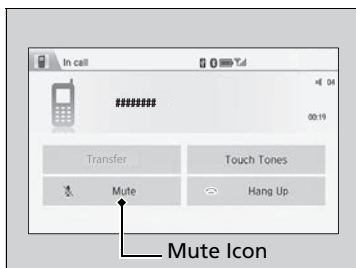 In call
04
########
00:19
Transfer
Touch Tones
Mute
Hang Up
Mute Icon